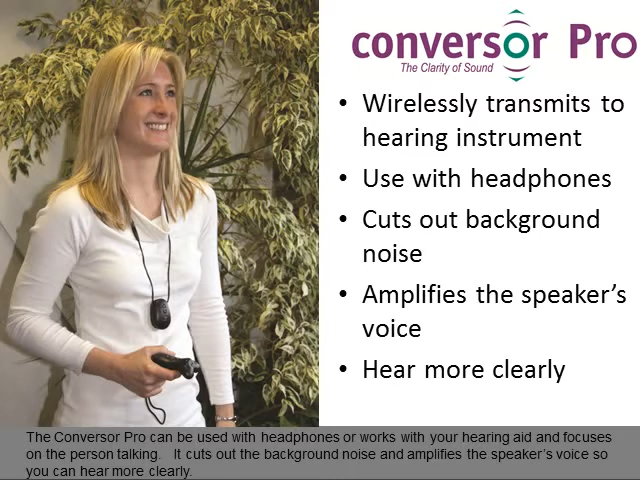 conversor Pro
The Clarity of Sound
• Wirelessly transmits to
hearing instrument
• Use with headphones
• Cuts out background
noise
• Amplifies the speaker’s
voice
• Hear more clearly
The Conversor Pro can be used with headphones or works with your hearing aid and focuses
on the person talking.   It cuts out the background noise and amplifies the speaker’s voice so
you can hear more clearly.